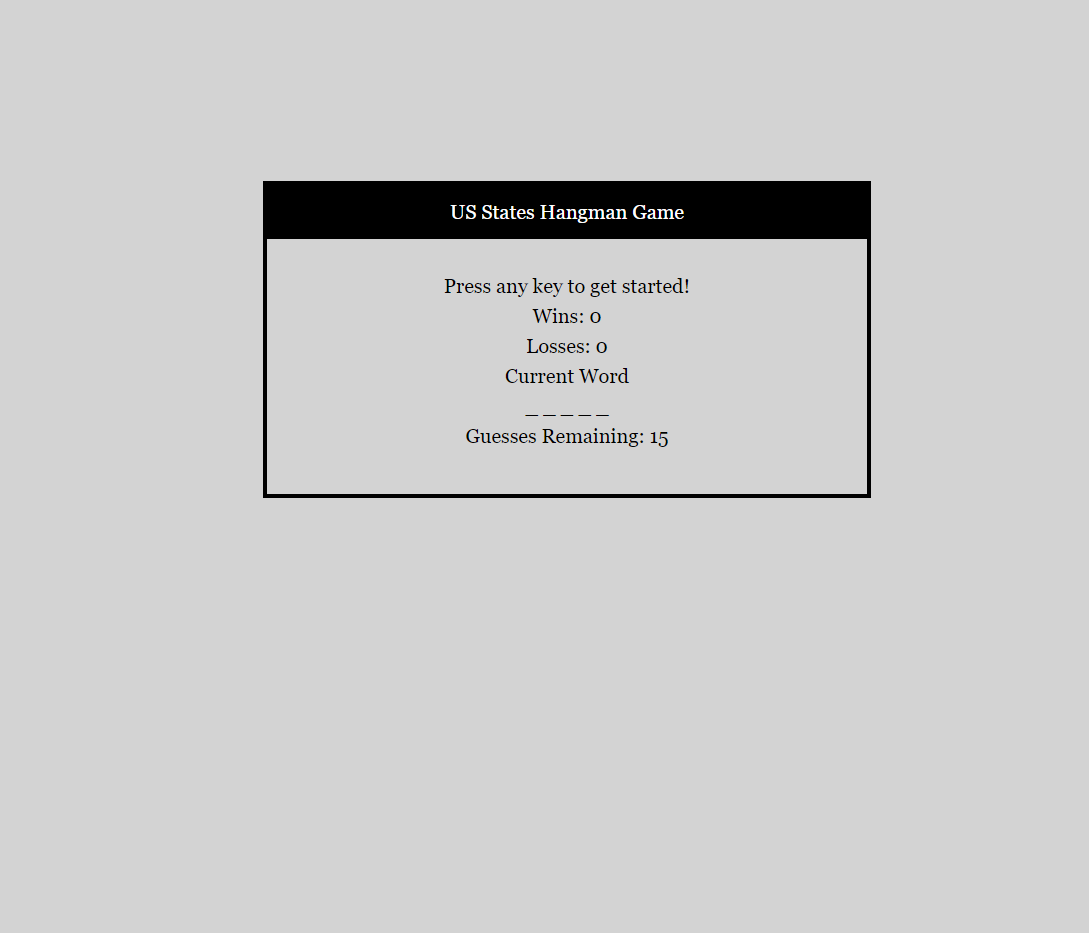 US States Hangman Game
Press any key to get started!
Wins: 0
Losses: 0
Current Word
_ _ _ _ _
Guesses Remaining: 15